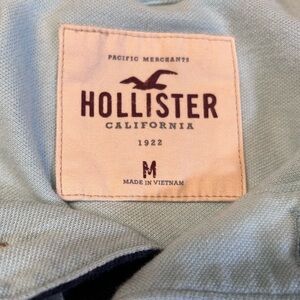 PACIFIC MERCHANTS
HOLLISTER
CALIFORNIA
1922
M
MADE IN VIETNAM